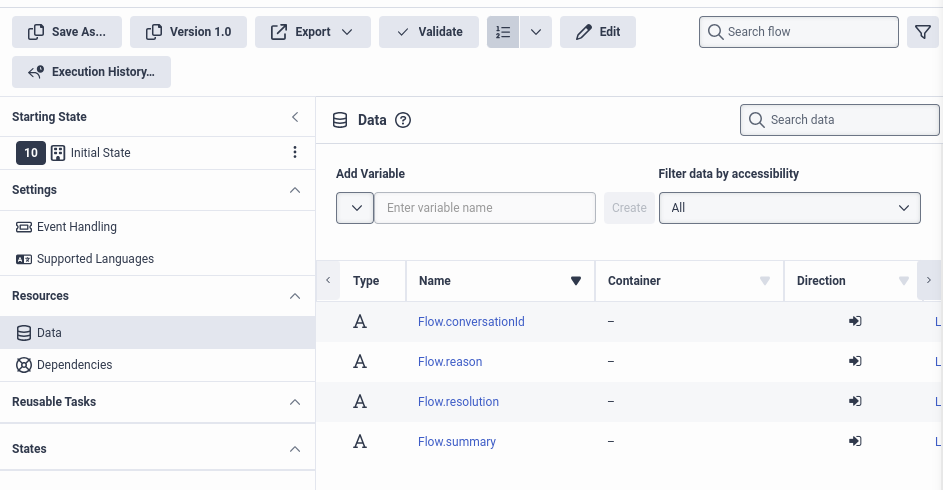 Save As...
Version 1.0
Export
Validate
Edit
Search flow
Execution History...
Starting State
10 Initial State
Settings
Event Handling
Supported Languages
Resources
Data
Dependencies
Reusable Tasks
States
Data
Search data
Add Variable
Filter data by accessibility
Enter variable name
Create
All
Type Name Container Direction
Flow.conversationId –
Flow.reason –
Flow.resolution –
Flow.summary –